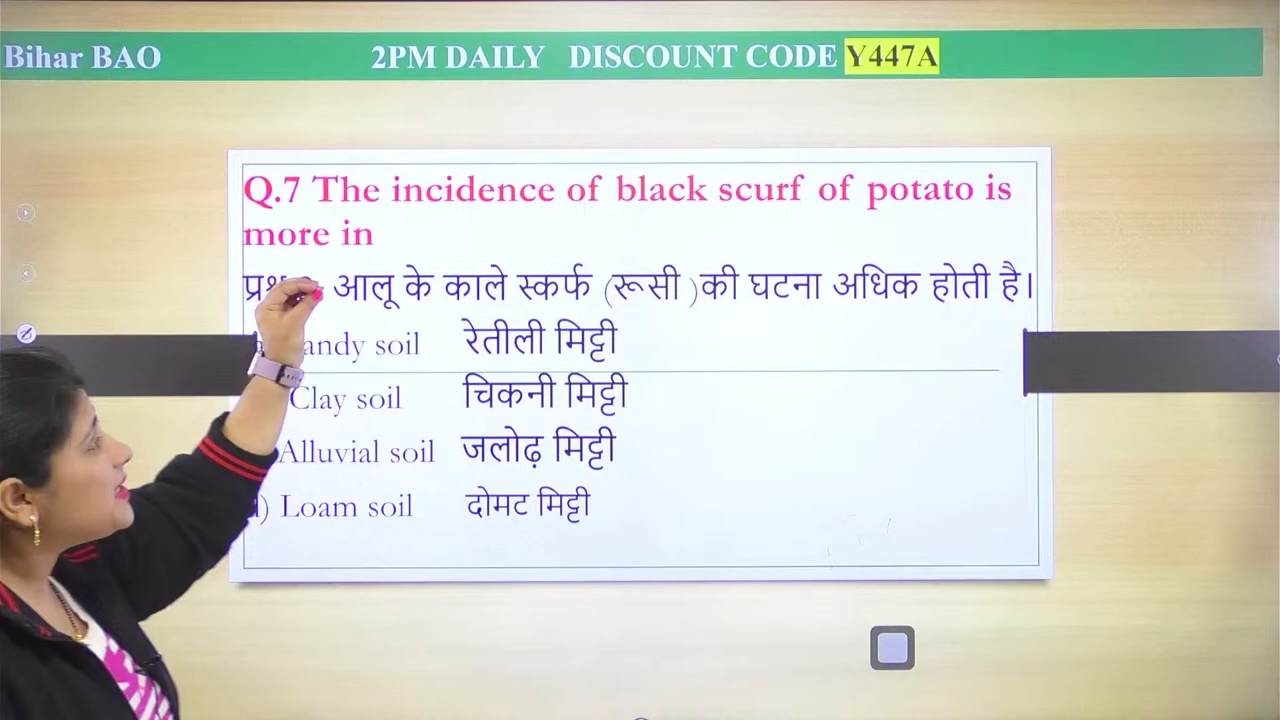 Bihar BAO 2PM DAILY DISCOUNT CODE Y447A
Q.7 The incidence of black scurf of potato is
more in
आलू के काले स्कर्फ (रूसी )की घटना अधिक होती है।
soil रेतीली मिट्टी
Clay soil चिकनी मिट्टी
Alluvial soil जलोढ़ मिट्टी
) Loam soil दोमट मिट्टी